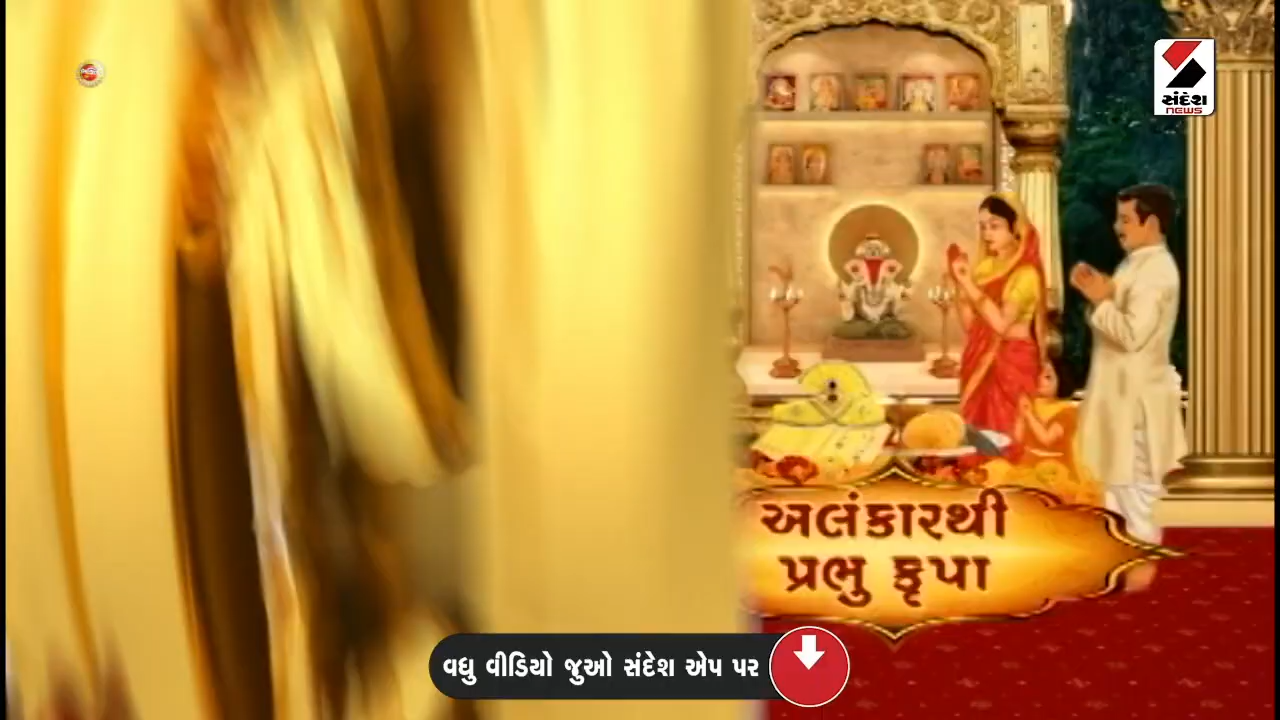 સંદેશ
NEWS
અલંકારથી
પ્રભુ કૃપા
વધુ વીડિયો જુઓ સંદેશ એપ પર